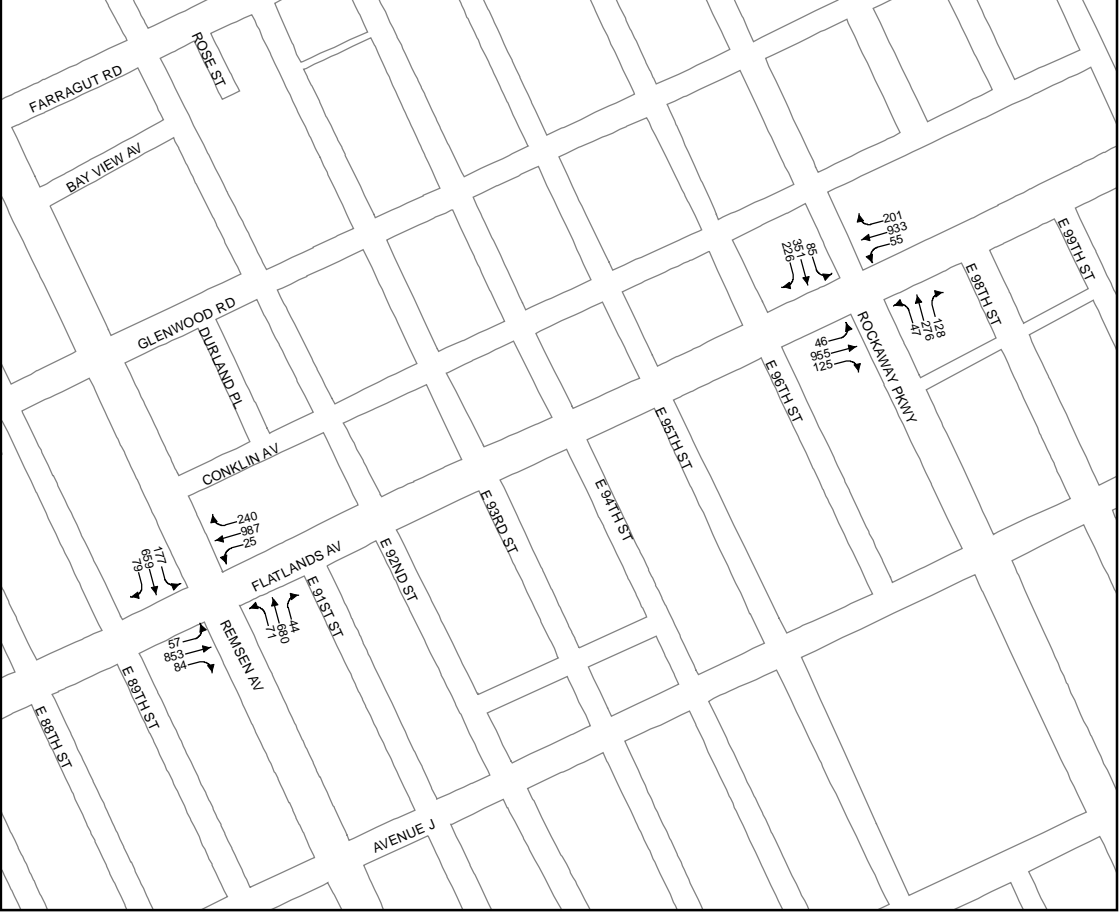 ROSE ST
FARRAGUT RD
BAY VIEW AV
201
933
55
E 99TH ST
226
351
85
E 98TH ST
GLENWOOD RD
DURLAND PL
47
276
128
46
955
125
ROCKAWAY PKWY
E 96TH ST
E 95TH ST
CONKLIN AV
E 94TH ST
E 93RD ST
240
987
25
FLATLANDS AV
E 92ND ST
79
659
177
E 91ST ST
71
680
44
57
853
84
REMSEN AV
E 89TH ST
E 88TH ST
AVENUE J